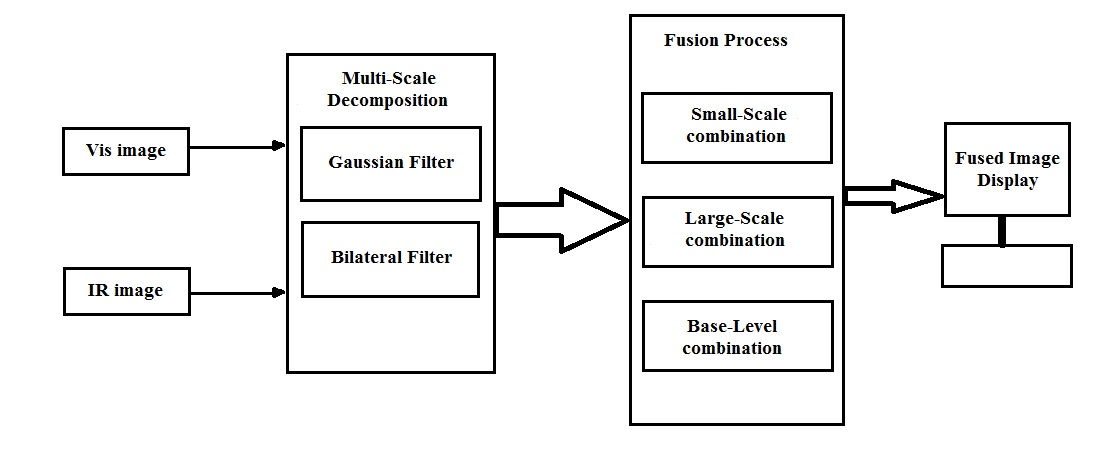 Vis image
IR image
Multi-Scale
Decomposition
Gaussian Filter
Bilateral Filter
Fusion Process
Small-Scale
combination
Large-Scale
combination
Base-Level
combination
Fused Image
Display